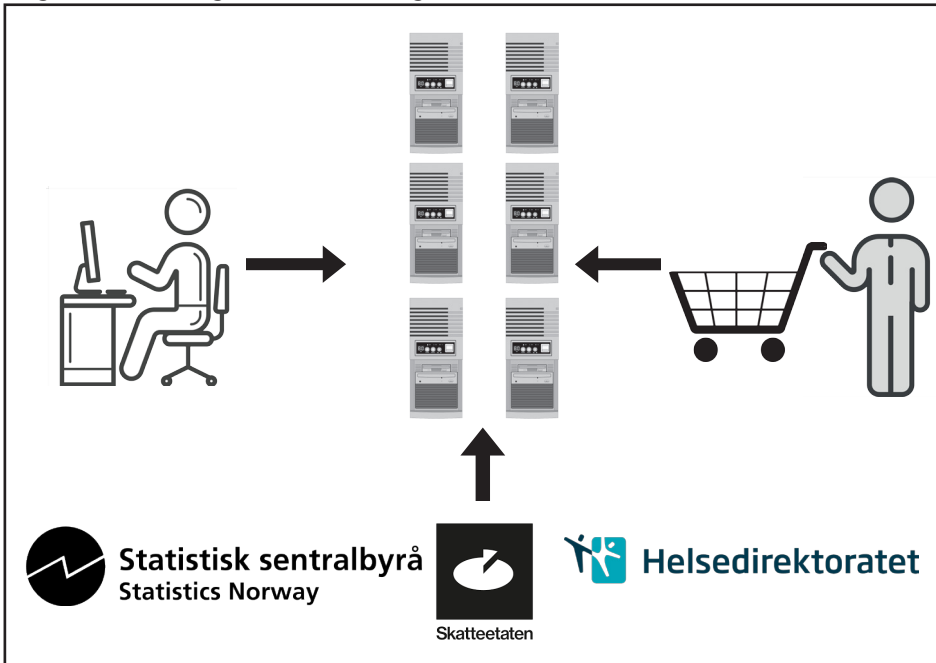 Statistisk sentralbyrå
Statistics Norway
Skatteetaten
Helsedirektoratet